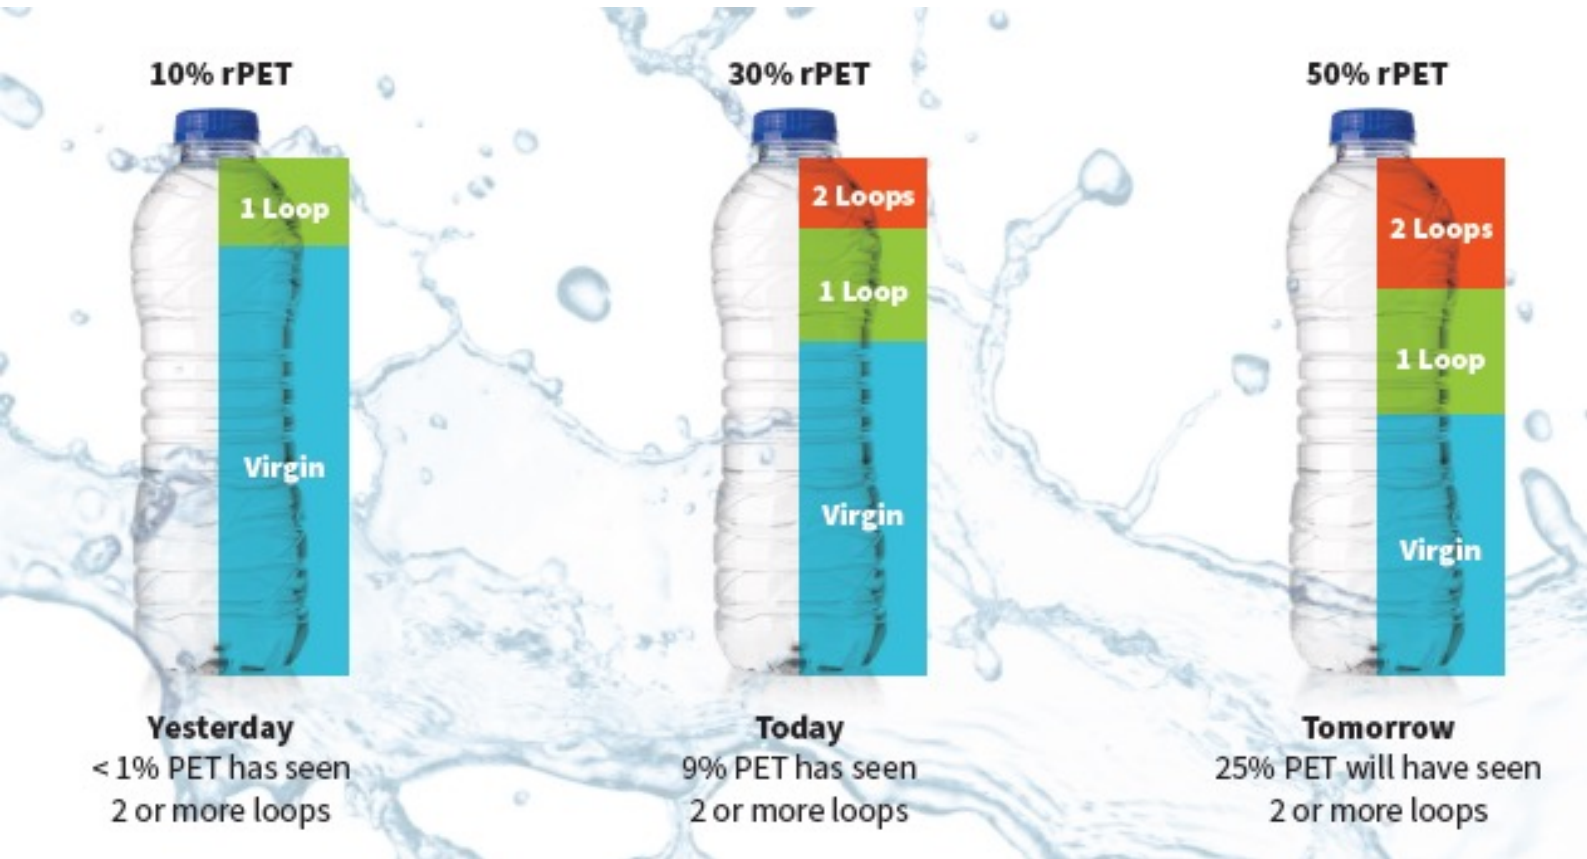 10% rPET
1 Loop
Virgin
Yesterday
< 1% PET has seen
2 or more loops
30% rPET
2 Loops
1 Loop
Virgin
Today
9% PET has seen
2 or more loops
50% rPET
2 Loops
1 Loop
Virgin
Tomorrow
25% PET will have seen
2 or more loops